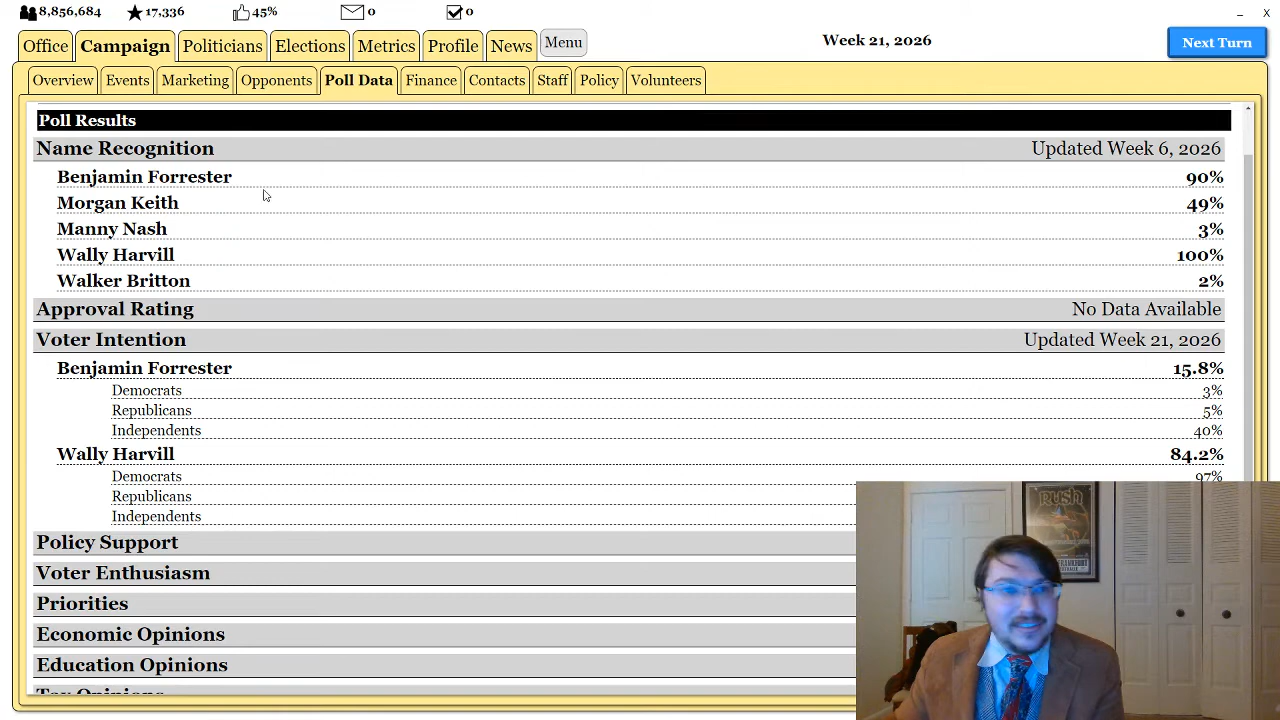 8,856,684 17,336 45% 0 0
_ X
Office Campaign Politicians Elections Metrics Profile News Menu Week 21, 2026 Next Turn
Overview Events Marketing Opponents Poll Data Finance Contacts Staff Policy Volunteers
Poll Results
Name Recognition Updated Week 6, 2026
Benjamin Forrester 90%
Morgan Keith 49%
Manny Nash 3%
Wally Harvill 100%
Walker Britton 2%
Approval Rating No Data Available
Voter Intention Updated Week 21, 2026
Benjamin Forrester 15.8%
Democrats 3%
Republicans 5%
Independents 40%
Wally Harvill 84.2%
Democrats 97%
Republicans
Independents
Policy Support
Voter Enthusiasm
Priorities
Economic Opinions
Education Opinions
Tax Opinions
RUSH